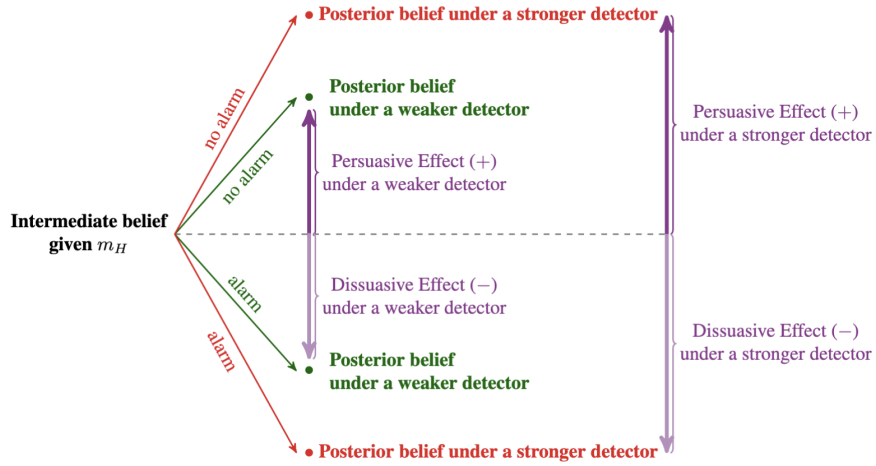 Posterior belief under a stronger detector
no alarm
Posterior belief
under a weaker detector
Persuasive Effect (+)
under a stronger detector
no alarm
Persuasive Effect (+)
under a weaker detector
Intermediate belief
given m_H
alarm
Dissuasive Effect (−)
under a weaker detector
Dissuasive Effect (−)
under a stronger detector
alarm
Posterior belief
under a weaker detector
Posterior belief under a stronger detector